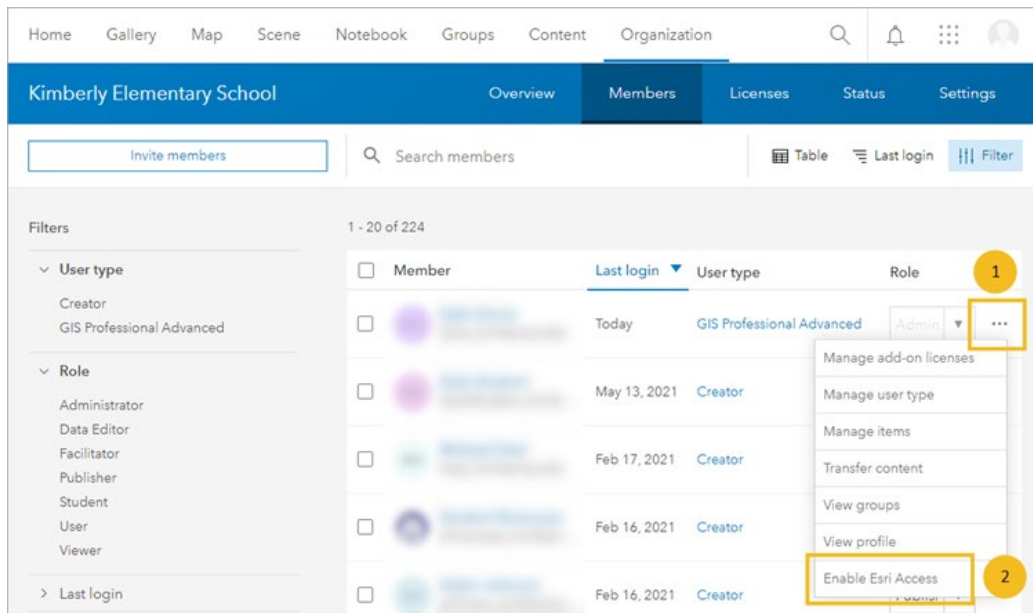 Home Gallery Map Scene Notebook Groups Content Organization
Kimberly Elementary School Overview Members Licenses Status Settings
Invite members Search members Table Last login Filter
Filters
1 - 20 of 224
User type
Creator
GIS Professional Advanced
Role
Administrator
Data Editor
Facilitator
Publisher
Student
User
Viewer
Last login
Member Last login User type Role 1
Today GIS Professional Advanced Admin ...
May 13, 2021 Creator
Feb 17, 2021 Creator
Feb 16, 2021 Creator
Feb 16, 2021 Creator
Manage add-on licenses
Manage user type
Manage items
Transfer content
View groups
View profile
Enable Esri Access 2